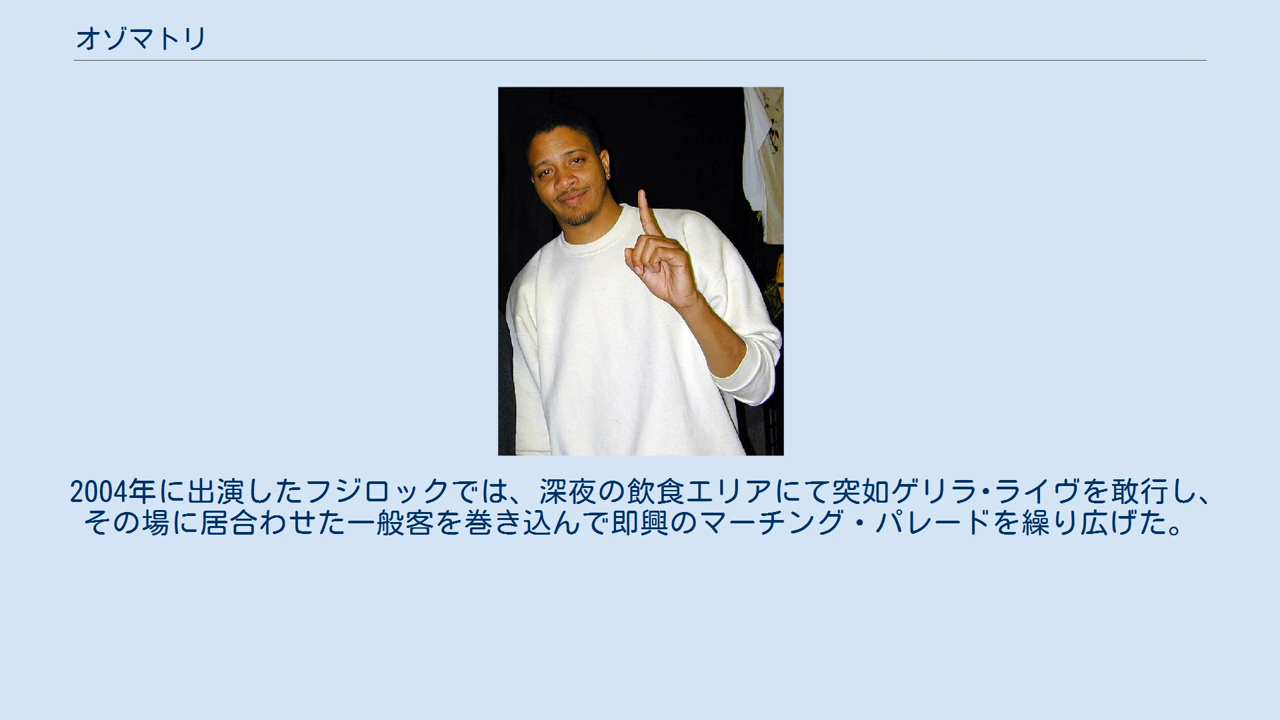 オゾマトリ
2004年に出演したフジロックでは、深夜の飲食エリアにて突如ゲリラ・ライヴを敢行し、
その場に居合わせた一般客を巻き込んで即興のマーチング・パレードを繰り広げた。